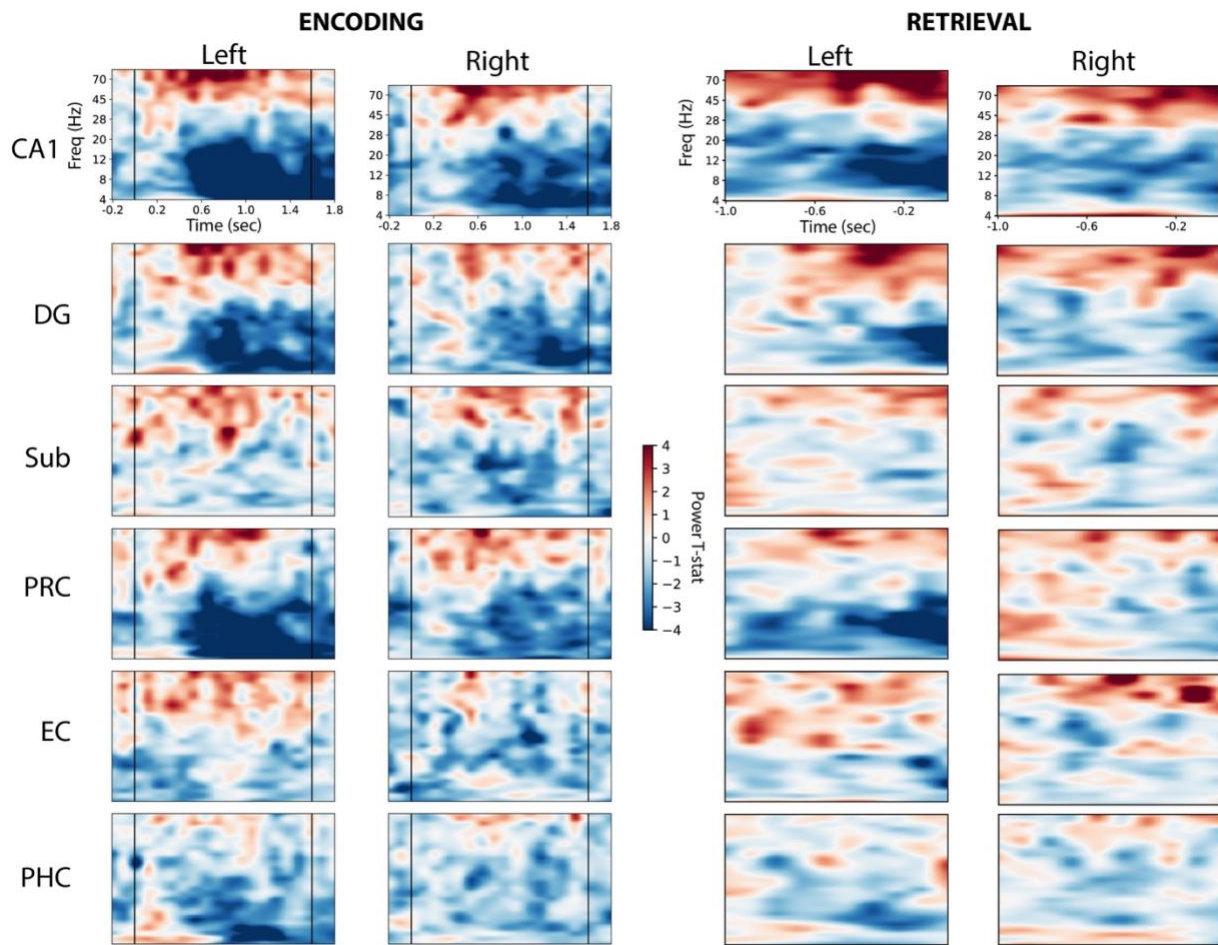 ENCODING RETRIEVAL
Left Right Left Right
CA1
Freq (Hz)
70
45
28
20
12
8
4
-0.2 0.2 0.6 1.0 1.4 1.8
Time (sec)
70
45
28
20
12
8
4
-0.2 0.2 0.6 1.0 1.4 1.8
Freq (Hz)
70
45
28
20
12
8
4
-1.0 -0.6 -0.2
Time (sec)
70
45
28
20
12
8
4
-1.0 -0.6 -0.2
DG
Sub
4
3
2
1
0
−1
−2
−3
−4
Power T-stat
PRC
EC
PHC